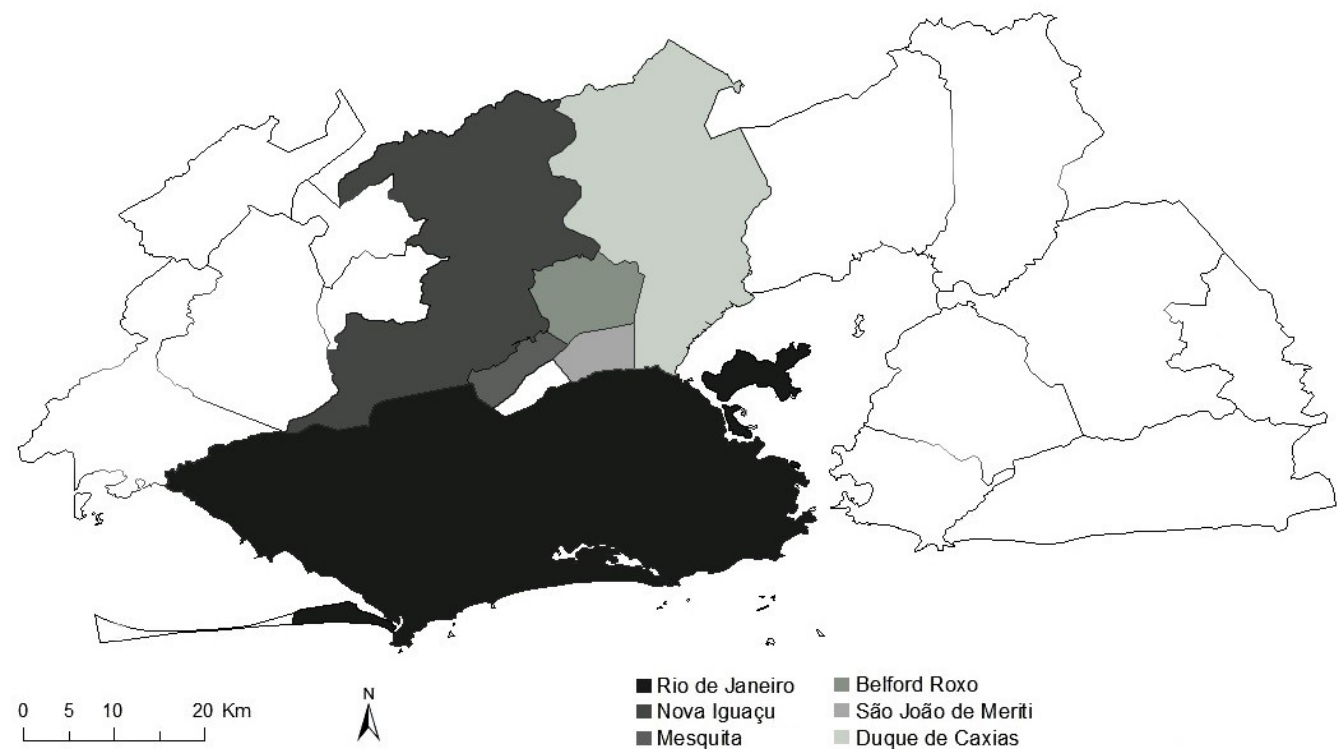 0 5 10 20 Km
N
Rio de Janeiro
Nova Iguaçu
Mesquita
Belford Roxo
São João de Meriti
Duque de Caxias